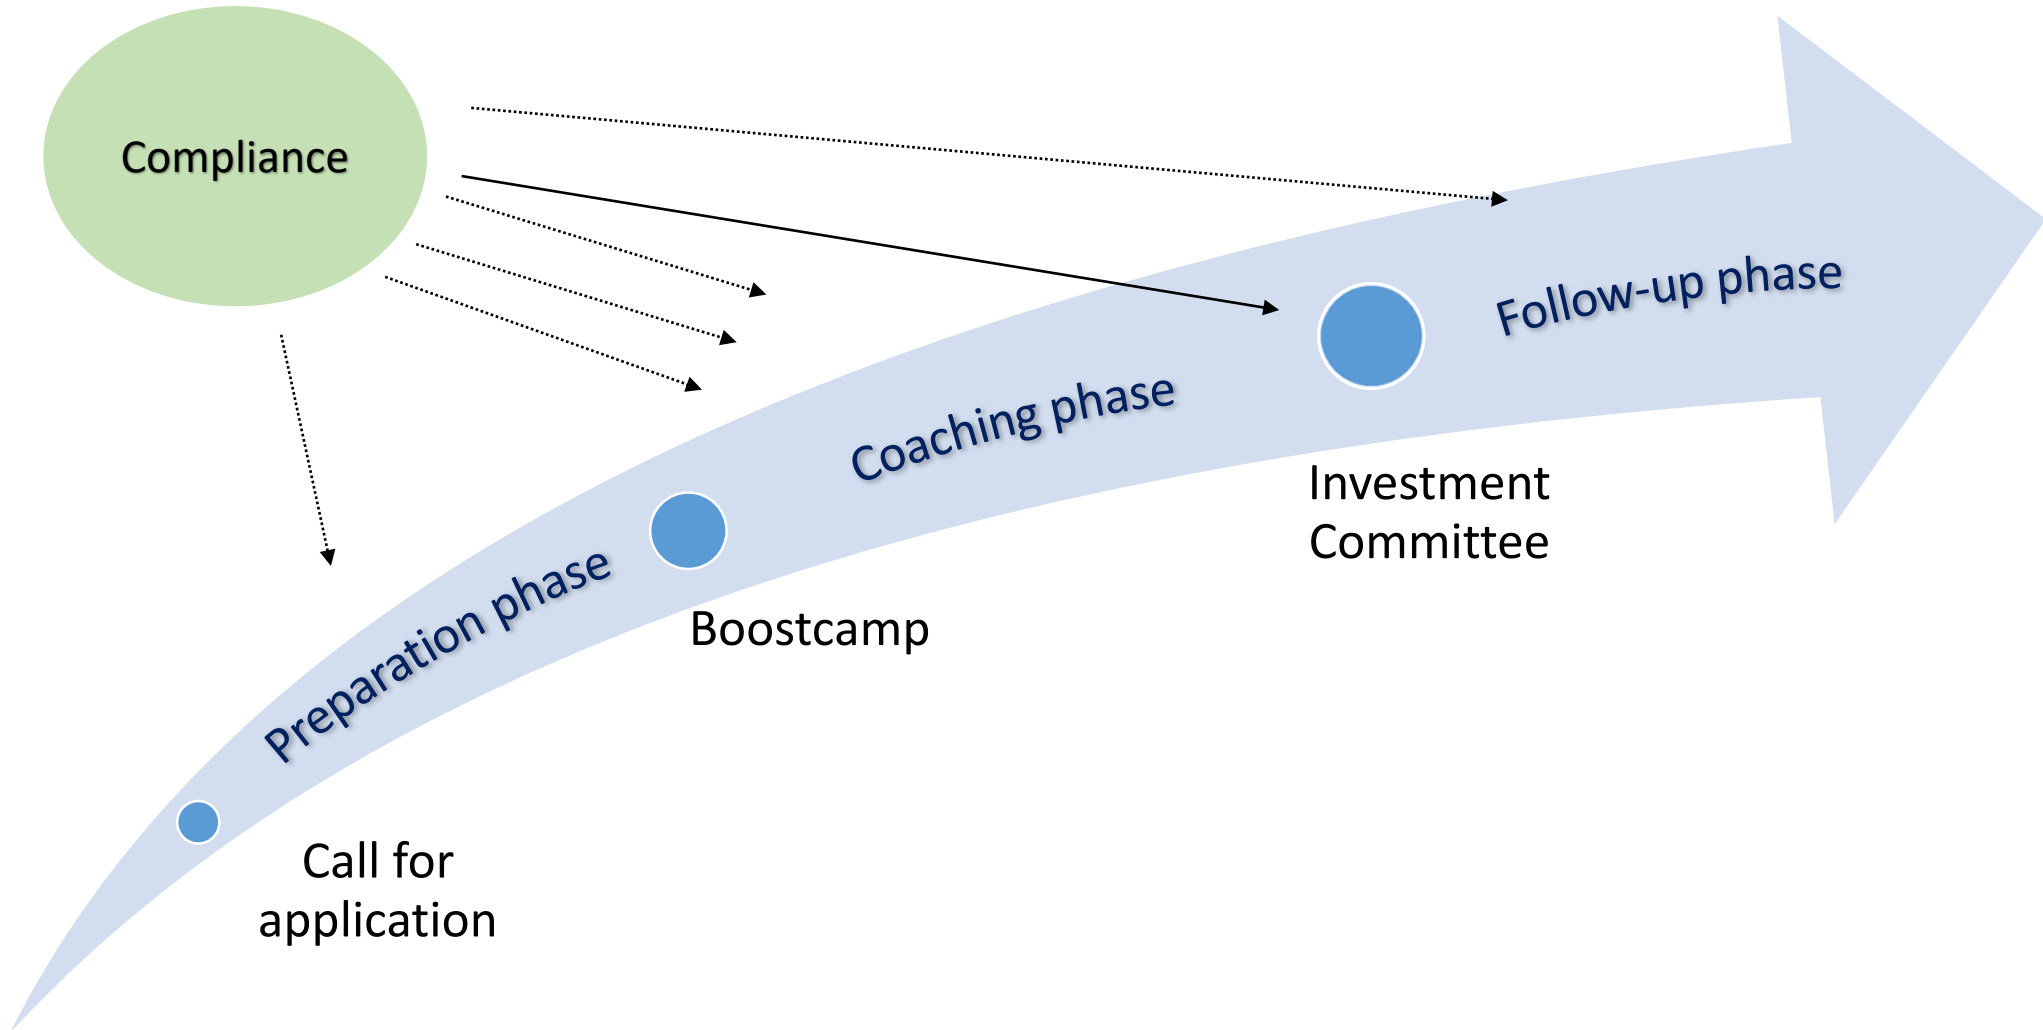 Compliance
Follow-up phase
Coaching phase
Investment
Committee
Preparation phase
Boostcamp
Call for
application